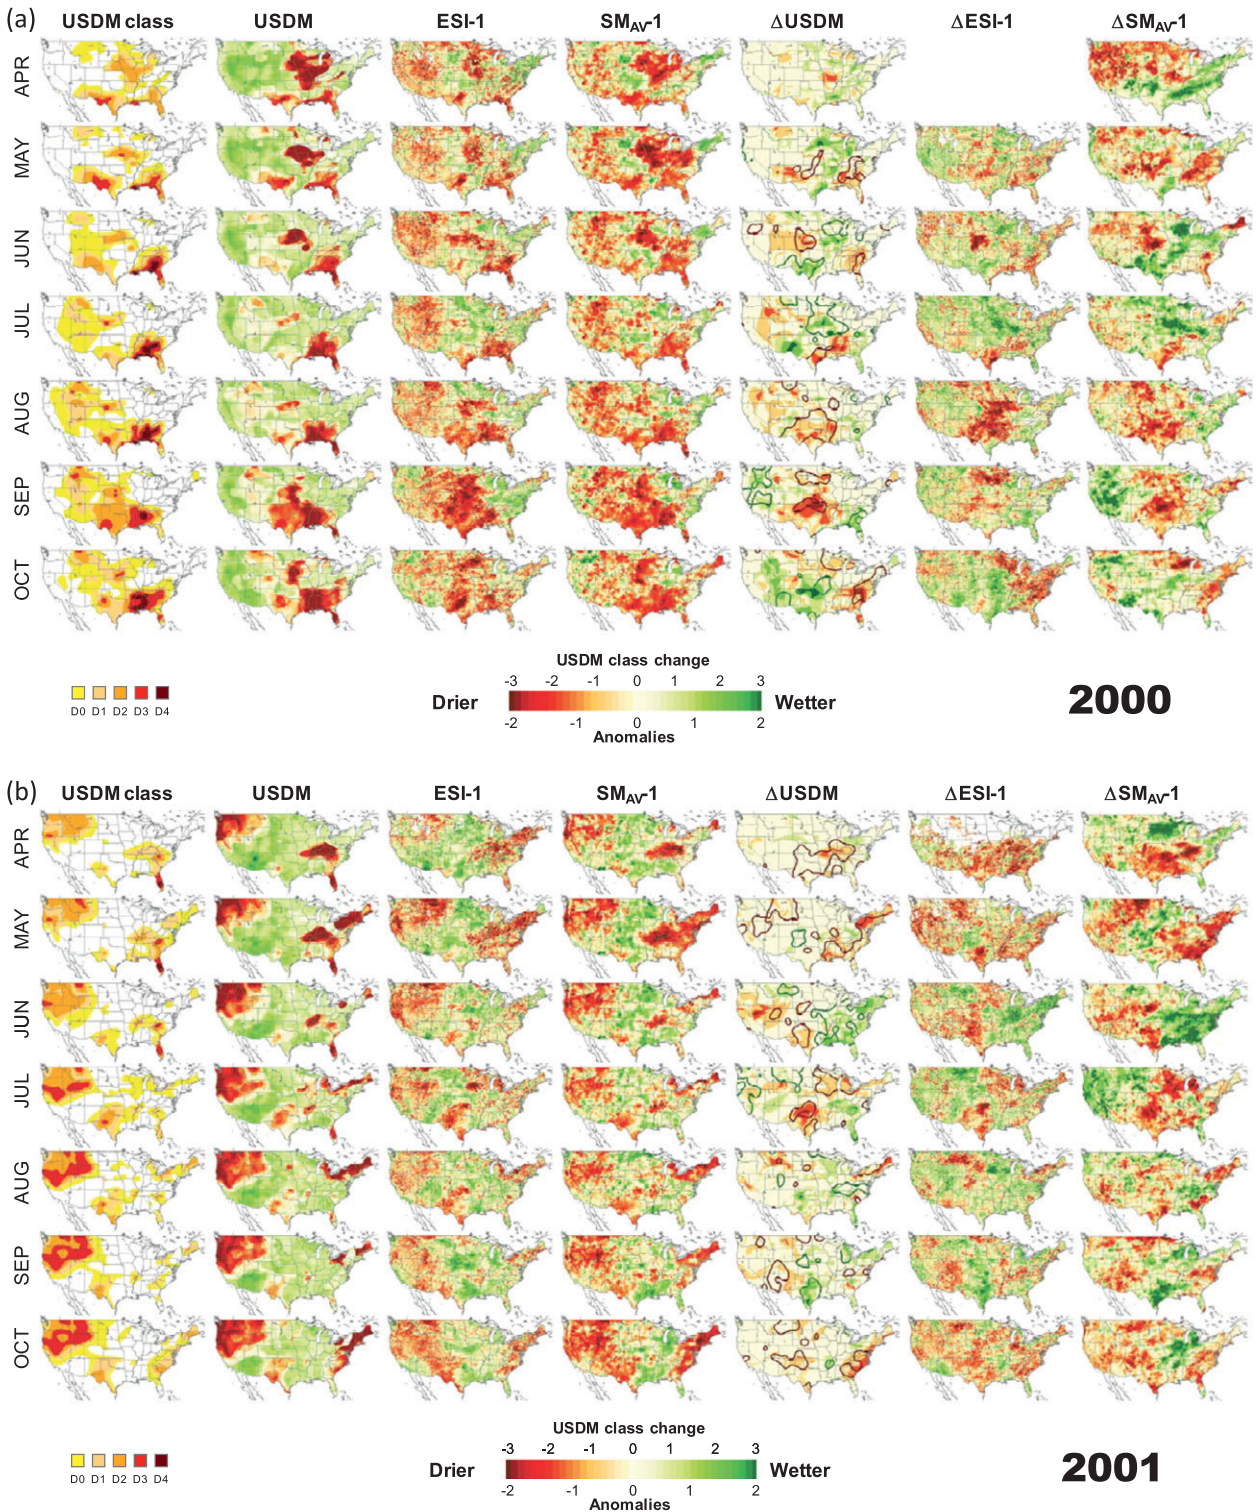 (a) USDM class USDM ESI-1 SMAV-1 ΔUSDM ΔESI-1 ΔSMAV-1
APR
MAY
JUN
JUL
AUG
SEP
OCT
USDM class change
-3 -2 -1 0 1 2 3
Drier Wetter
-2 -1 0 1 2
Anomalies
D0 D1 D2 D3 D4
2000
(b) USDM class USDM ESI-1 SMAV-1 ΔUSDM ΔESI-1 ΔSMAV-1
APR
MAY
JUN
JUL
AUG
SEP
OCT
USDM class change
-3 -2 -1 0 1 2 3
Drier Wetter
-2 -1 0 1 2
Anomalies
D0 D1 D2 D3 D4
2001